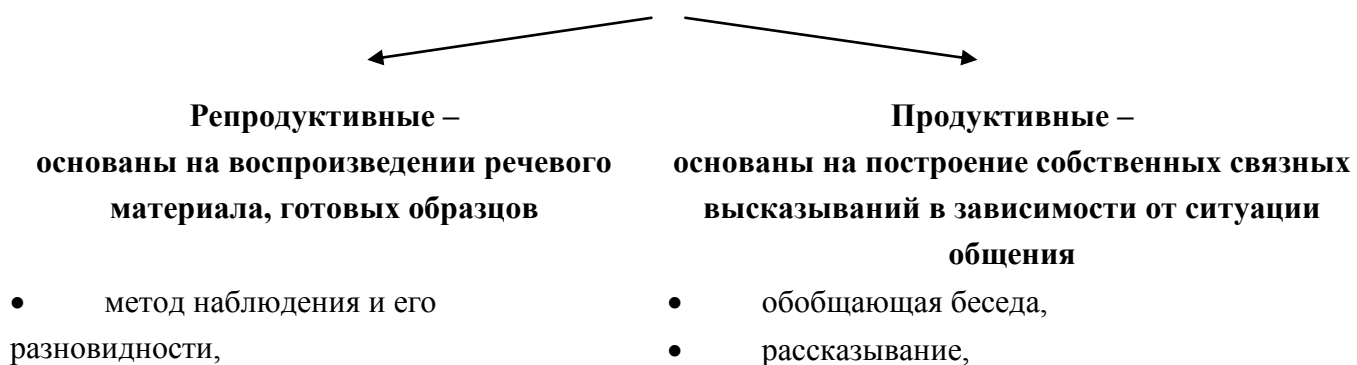 Репродуктивные –
основаны на воспроизведении речевого
материала, готовых образцов
• метод наблюдения и его
разновидности,
Продуктивные –
основаны на построение собственных связных
высказываний в зависимости от ситуации
общения
• обобщающая беседа,
• рассказывание,